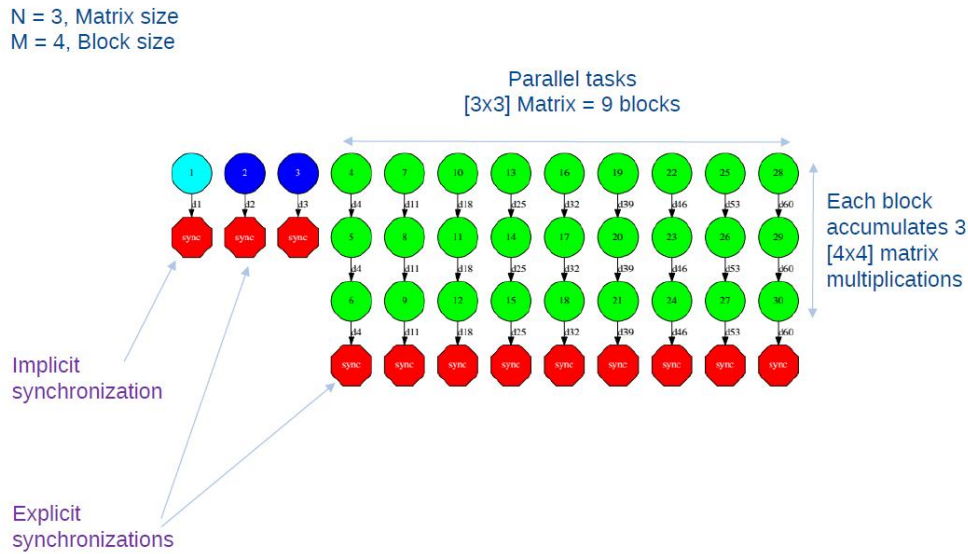 N = 3, Matrix size
M = 4, Block size
Parallel tasks
[3x3] Matrix = 9 blocks
1 2 3 4 7 10 13 16 19 22 25 28
d1 d2 d3 d4 d11 d18 d25 d32 d39 d46 d53 d60
sync sync sync 5 8 11 14 17 20 23 26 29
d4 d11 d18 d25 d32 d39 d46 d53 d60
6 9 12 15 18 21 24 27 30
d4 d11 d18 d25 d32 d39 d46 d53 d60
sync sync sync sync sync sync sync sync sync
Each block
accumulates 3
[4x4] matrix
multiplications
Implicit
synchronization
Explicit
synchronizations